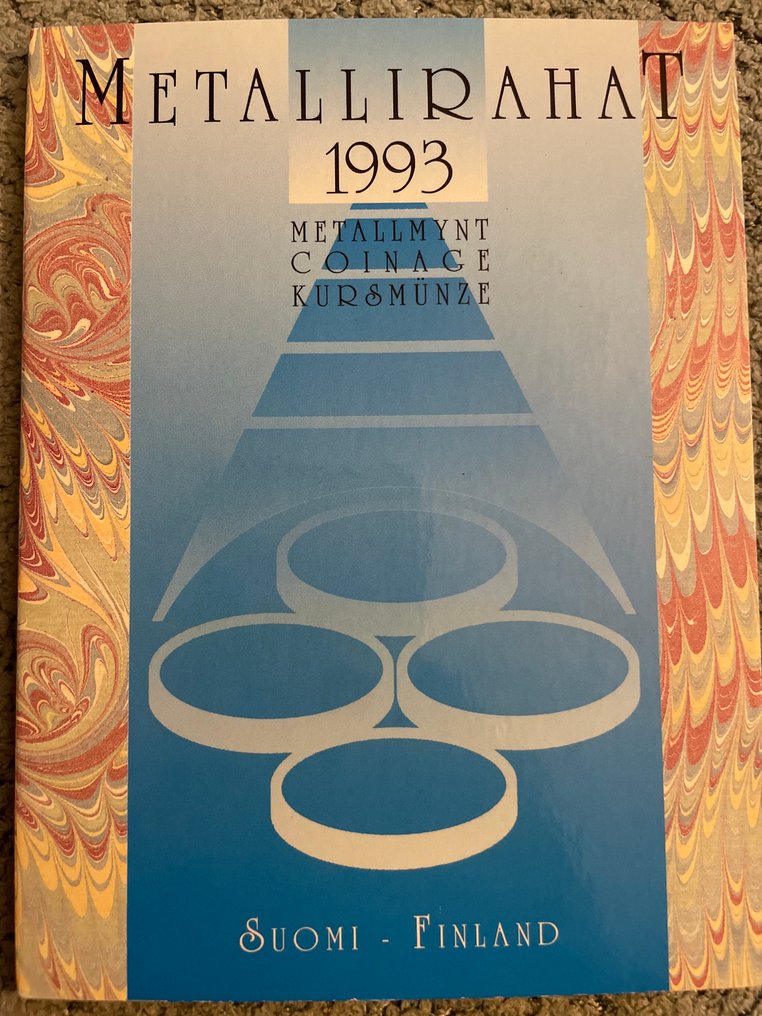 METALLIRAHAT
1993
METALLMYNT
COINAGE
KURSMÜNZE
SUOMI - FINLAND